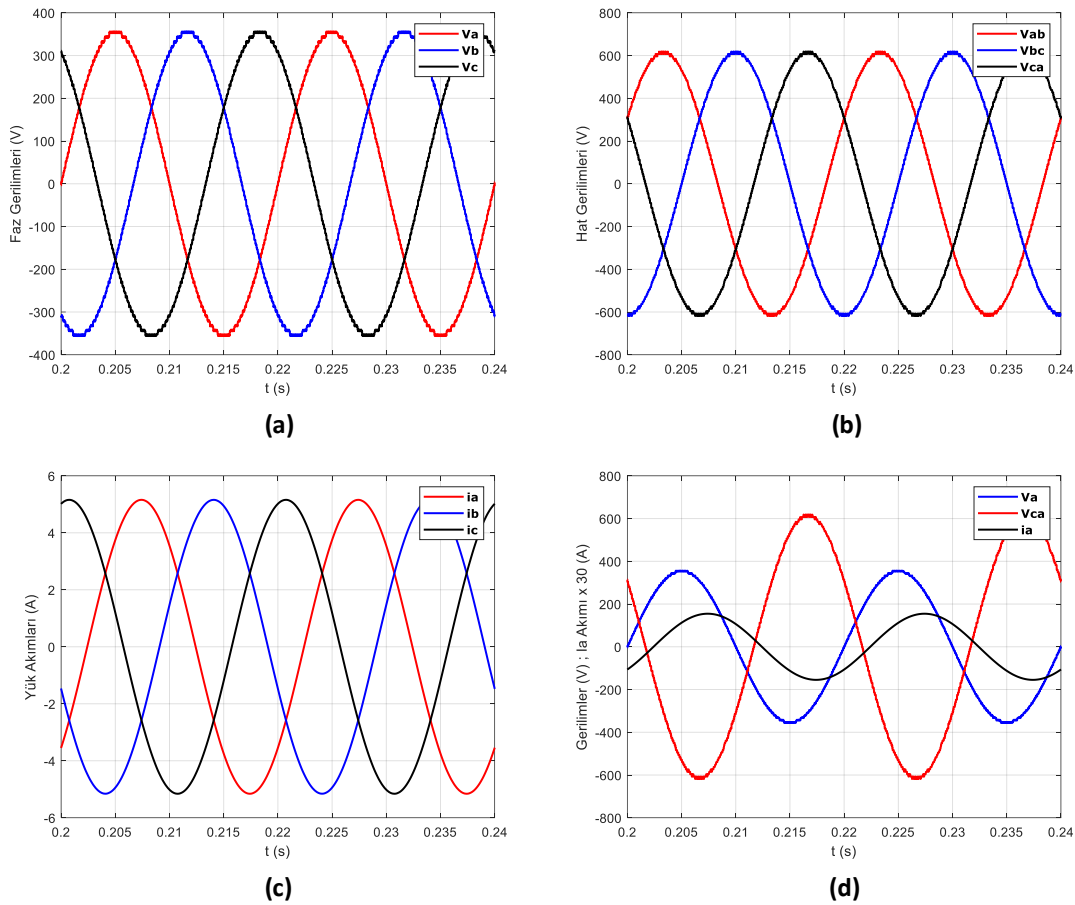 400
300
200
100
0
-100
-200
-300
-400
Faz Gerilimleri (V)
Va
Vb
Vc
0.2 0.205 0.21 0.215 0.22 0.225 0.23 0.235 0.24
t (s)
(a)
800
600
400
200
0
-200
-400
-600
-800
Hat Gerilimleri (V)
Vab
Vbc
Vca
0.2 0.205 0.21 0.215 0.22 0.225 0.23 0.235 0.24
t (s)
(b)
6
4
2
0
-2
-4
-6
Yük Akımları (A)
ia
ib
ic
0.2 0.205 0.21 0.215 0.22 0.225 0.23 0.235 0.24
t (s)
(c)
800
600
400
200
0
-200
-400
-600
-800
Gerilimler (V) ; Ia Akımı x 30 (A)
Va
Vca
ia
0.2 0.205 0.21 0.215 0.22 0.225 0.23 0.235 0.24
t (s)
(d)